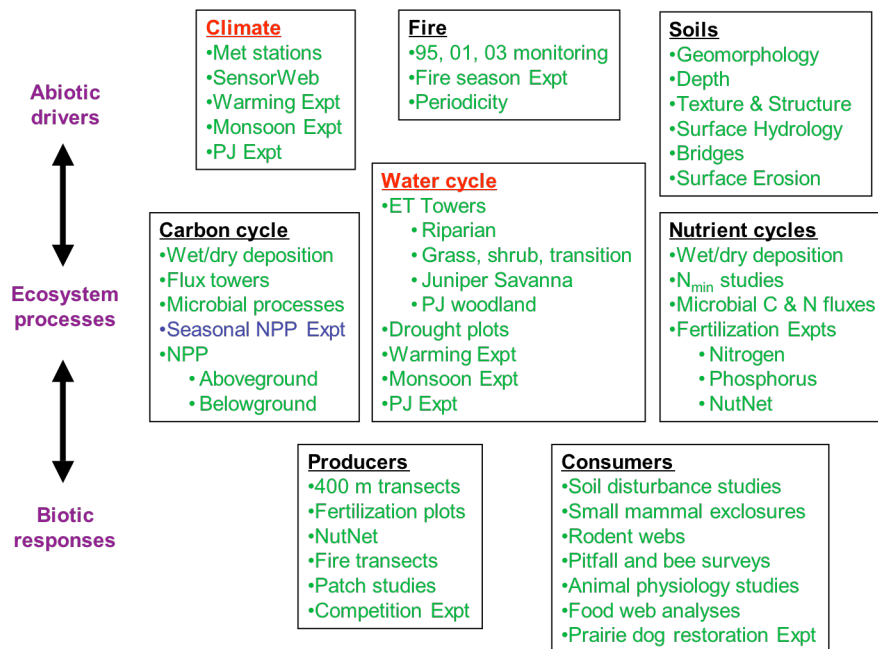 Abiotic
drivers
Climate
•Met stations
•SensorWeb
•Warming Expt
•Monsoon Expt
•PJ Expt
Fire
•95, 01, 03 monitoring
•Fire season Expt
•Periodicity
Soils
•Geomorphology
•Depth
•Texture & Structure
•Surface Hydrology
•Bridges
•Surface Erosion
Ecosystem
processes
Carbon cycle
•Wet/dry deposition
•Flux towers
•Microbial processes
•Seasonal NPP Expt
•NPP
• Aboveground
• Belowground
Water cycle
•ET Towers
• Riparian
• Grass, shrub, transition
• Juniper Savanna
• PJ woodland
•Drought plots
•Warming Expt
•Monsoon Expt
•PJ Expt
Nutrient cycles
•Wet/dry deposition
•Nmin studies
•Microbial C & N fluxes
•Fertilization Expts
• Nitrogen
• Phosphorus
• NutNet
Biotic
responses
Producers
•400 m transects
•Fertilization plots
•NutNet
•Fire transects
•Patch studies
•Competition Expt
Consumers
•Soil disturbance studies
•Small mammal exclosures
•Rodent webs
•Pitfall and bee surveys
•Animal physiology studies
•Food web analyses
•Prairie dog restoration Expt